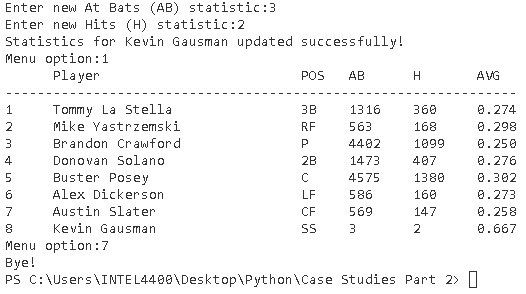 Enter new At Bats (AB) statistic:3
Enter new Hits (H) statistic:2
Statistics for Kevin Gausman updated successfully!
Menu option:1
Player POS AB H AVG
----------------------------------------------------------------
1 Tommy La Stella 3B 1316 360 0.274
2 Mike Yastrzemski RF 563 168 0.298
3 Brandon Crawford P 4402 1099 0.250
4 Donovan Solano 2B 1473 407 0.276
5 Buster Posey C 4575 1380 0.302
6 Alex Dickerson LF 586 160 0.273
7 Austin Slater CF 569 147 0.258
8 Kevin Gausman SS 3 2 0.667
Menu option:7
Bye!
PS C:\Users\INTEL4400\Desktop\Python\Case Studies Part 2>